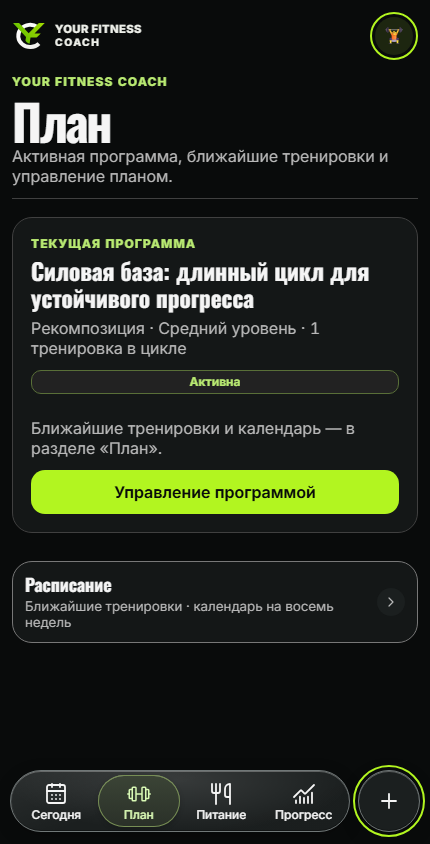 YOUR FITNESS
COACH
YOUR FITNESS COACH
План
Активная программа, ближайшие тренировки и
управление планом.
ТЕКУЩАЯ ПРОГРАММА
Силовая база: длинный цикл для
устойчивого прогресса
Рекомпозиция · Средний уровень · 1
тренировка в цикле
Активна
Ближайшие тренировки и календарь — в
разделе «План».
Управление программой
Расписание
Ближайшие тренировки · календарь на восемь
недель
Сегодня
План
Питание
Прогресс